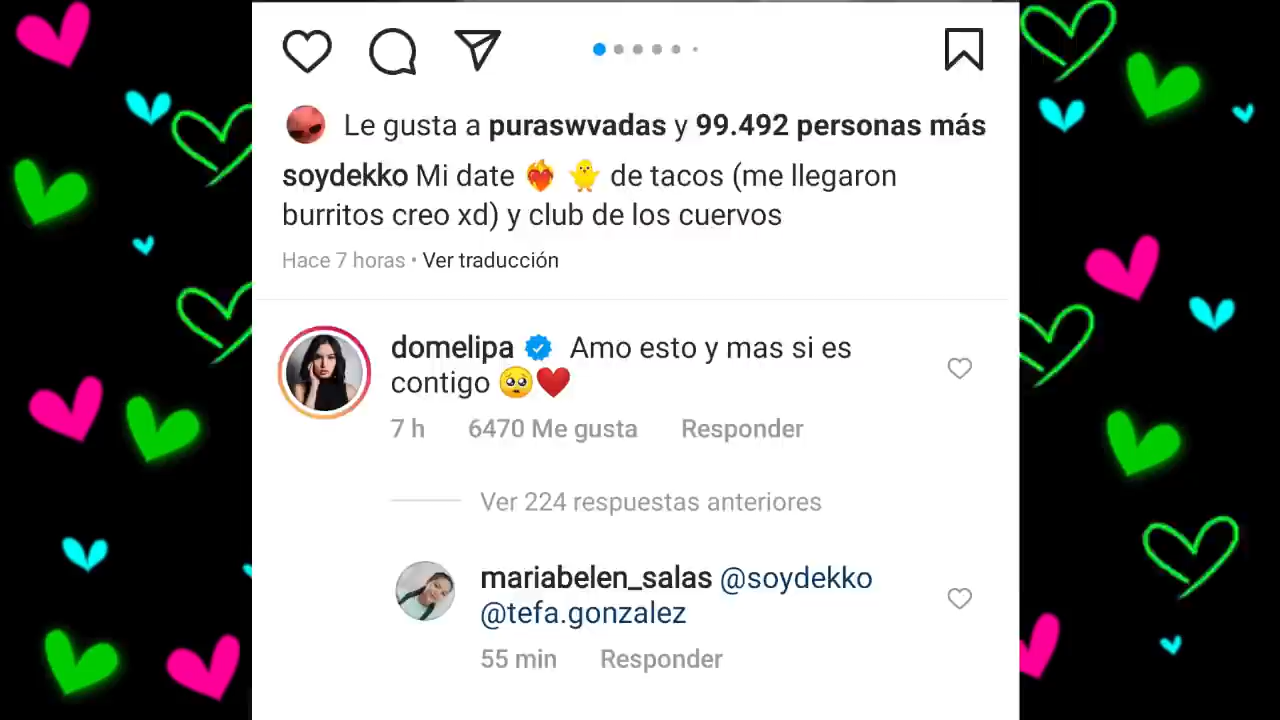 Le gusta a puraswvadas y 99.492 personas más
soydekko Mi date ❤️‍🔥 🐥 de tacos (me llegaron
burritos creo xd) y club de los cuervos
Hace 7 horas • Ver traducción
domelipa Amo esto y mas si es
contigo 🥺❤️
7 h 6470 Me gusta Responder
Ver 224 respuestas anteriores
mariabelen_salas @soydekko
@tefa.gonzalez
55 min Responder